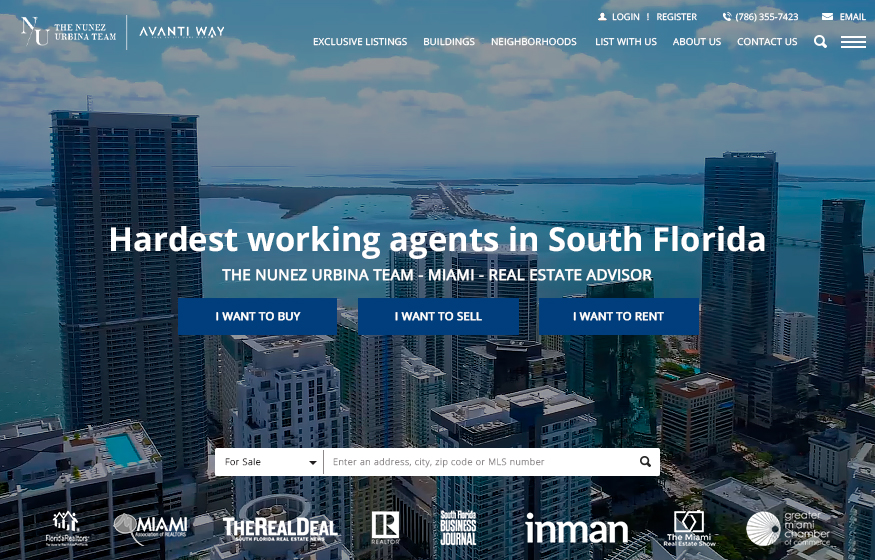 LOGIN ! REGISTER (786) 355-7423 EMAIL
NU THE NUNEZ
URBINA TEAM
AVANTI WAY
EXCLUSIVE LISTINGS BUILDINGS NEIGHBORHOODS LIST WITH US ABOUT US CONTACT US
Hardest working agents in South Florida
THE NUNEZ URBINA TEAM - MIAMI - REAL ESTATE ADVISOR
I WANT TO BUY I WANT TO SELL I WANT TO RENT
For Sale Enter an address, city, zip code or MLS number
FloridaRealtors
MIAMI
Association of REALTORS
THEREALDEAL
SOUTH FLORIDA REAL ESTATE NEWS
R
REALTOR
South Florida
BUSINESS
JOURNAL
inman
The Miami
Real Estate Show
greater
miami
chamber
of commerce